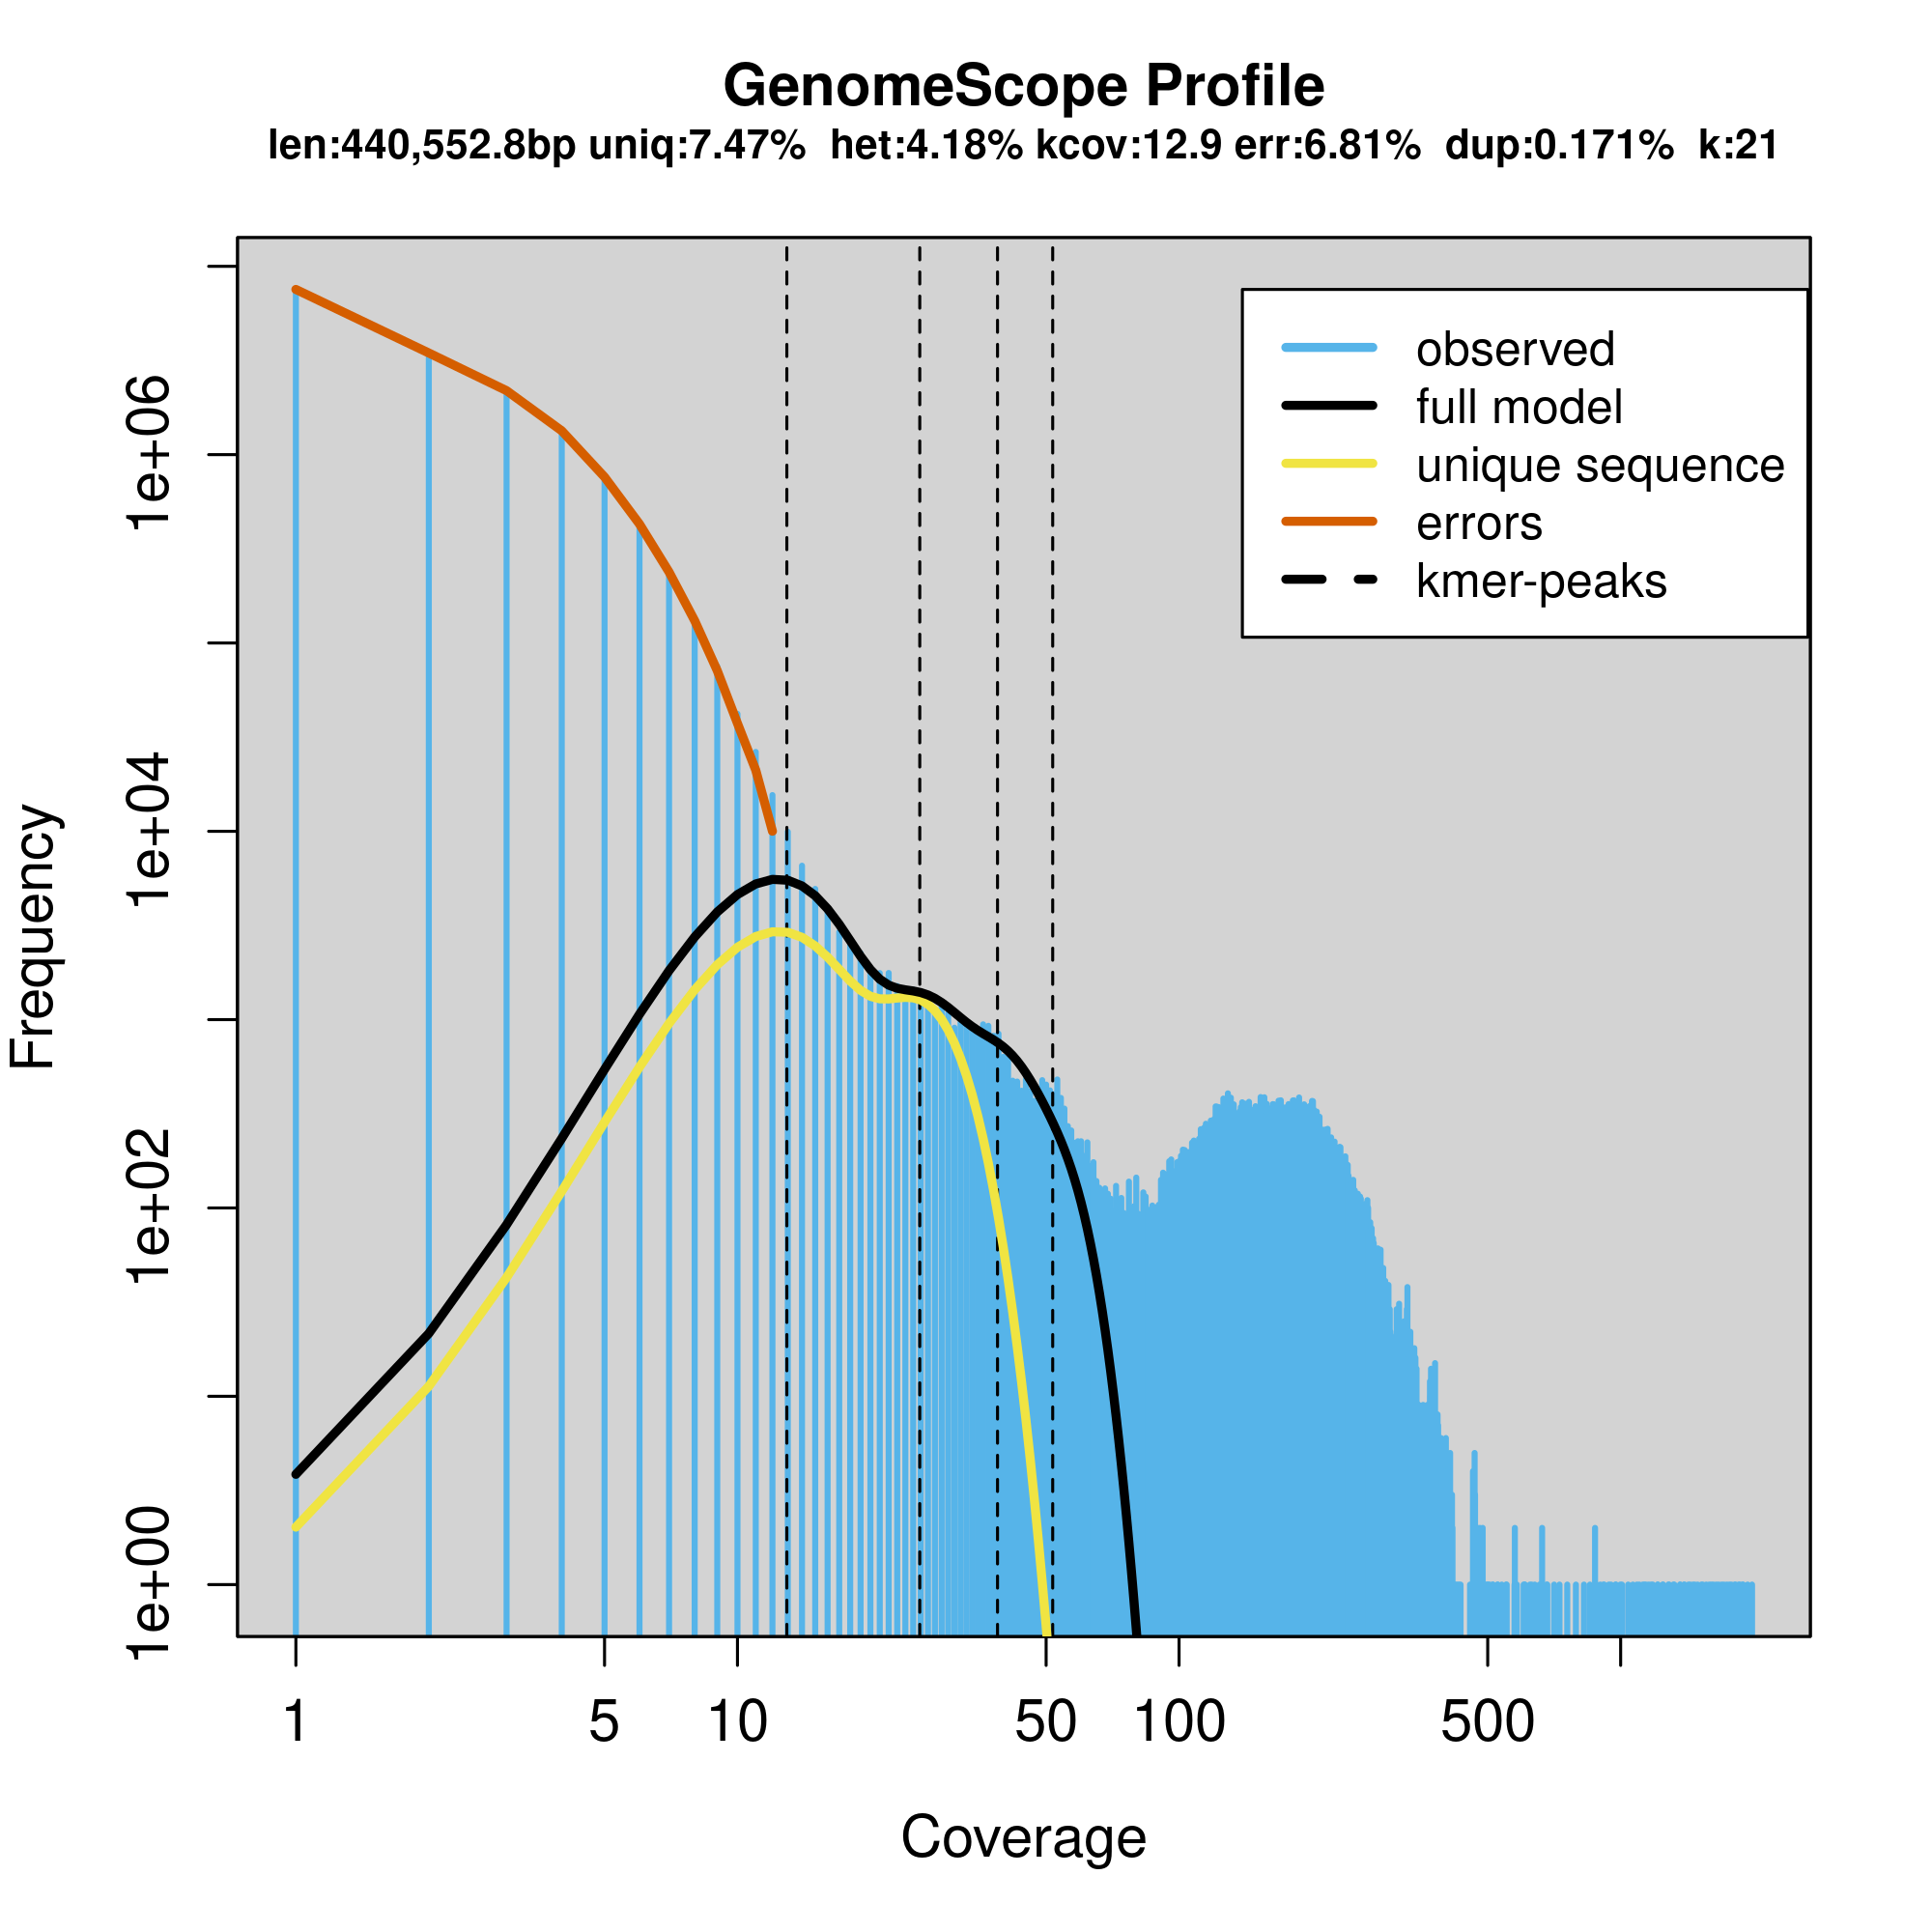 GenomeScope Profile
len:440,552.8bp uniq:7.47% het:4.18% kcov:12.9 err:6.81% dup:0.171% k:21
observed
full model
unique sequence
errors
kmer-peaks
Frequency
1e+06
1e+04
1e+02
1e+00
1 5 10 50 100 500
Coverage